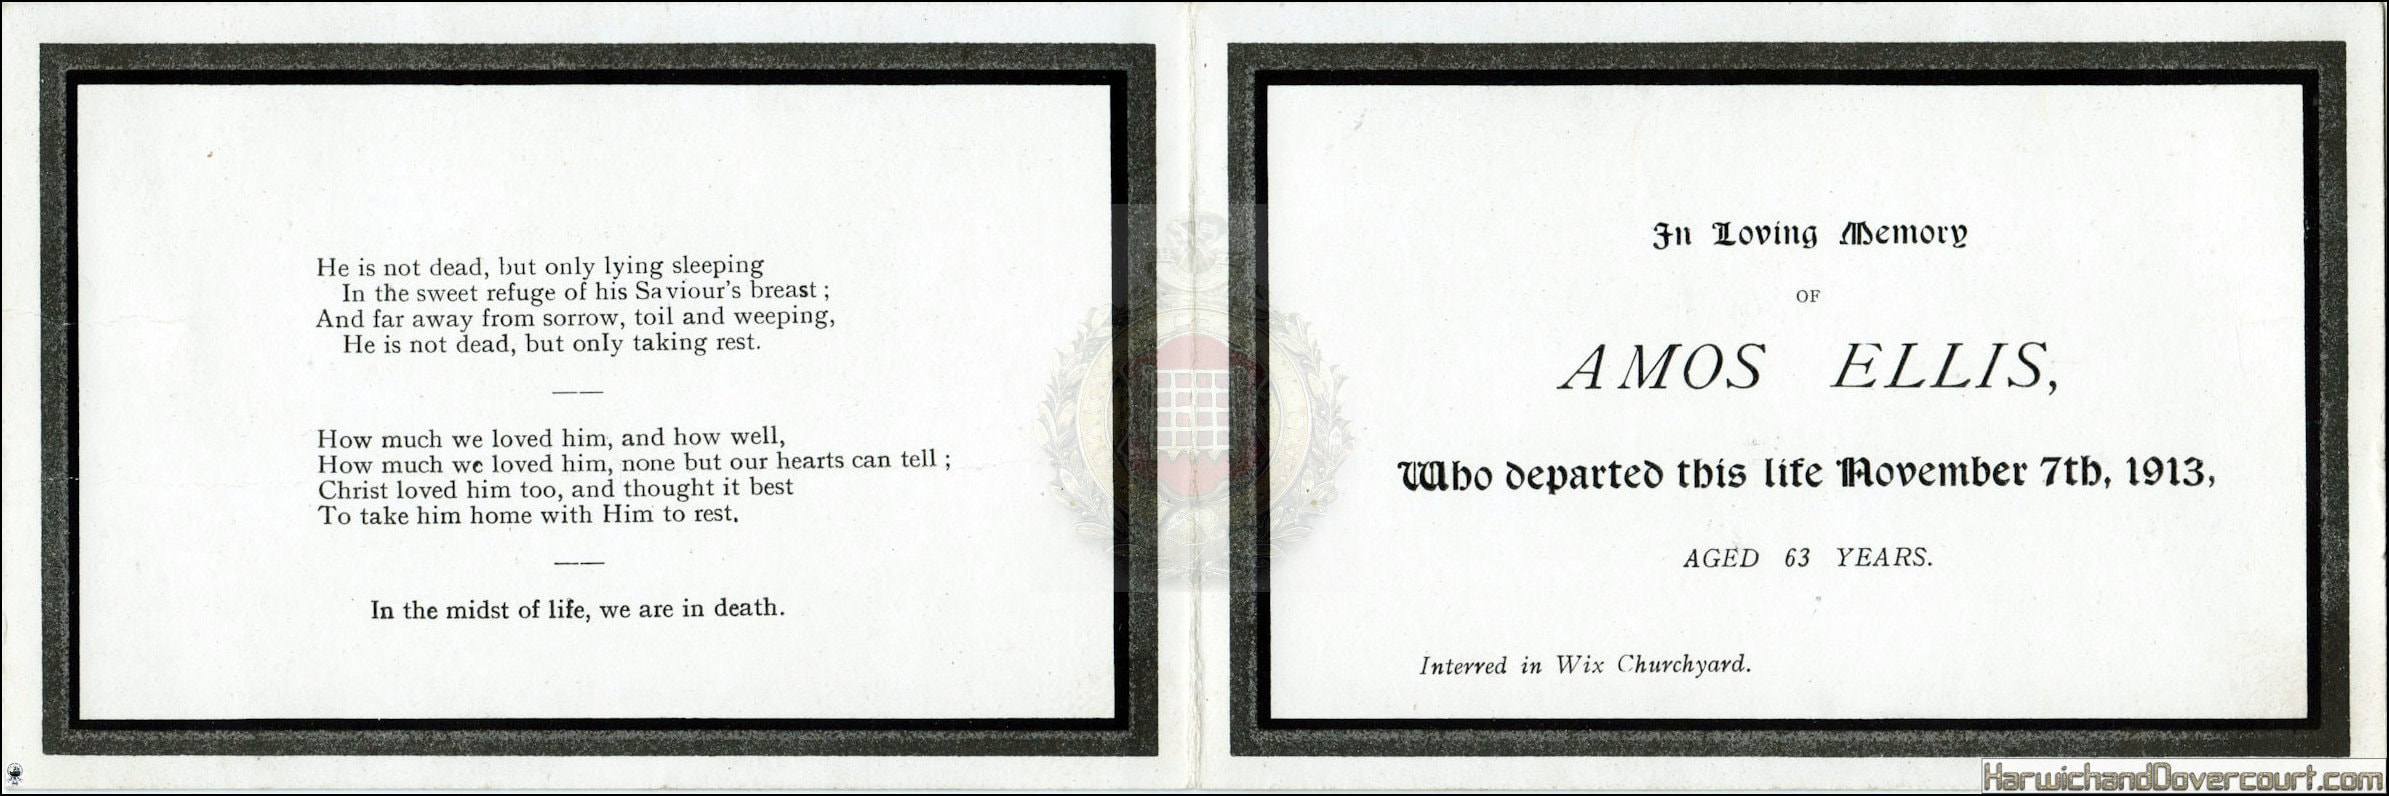 He is not dead, but only lying sleeping
In the sweet refuge of his Saviour's breast ;
And far away from sorrow, toil and weeping,
He is not dead, but only taking rest.
How much we loved him, and how well,
How much we loved him, none but our hearts can tell ;
Christ loved him too, and thought it best
To take him home with Him to rest.
In the midst of life, we are in death.
In Loving Memory
OF
AMOS ELLIS,
Who departed this life November 7th, 1913,
AGED 63 YEARS.
Interred in Wix Churchyard.
HarwichandDovercourt.com